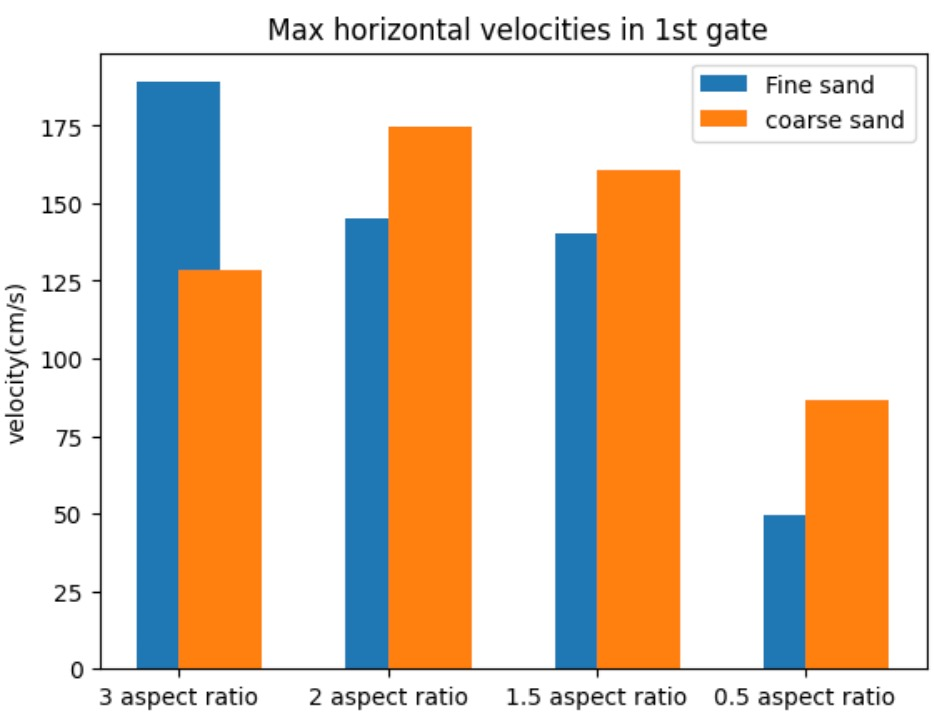 Max horizontal velocities in 1st gate
Fine sand
coarse sand
velocity(cm/s)
175
150
125
100
75
50
25
0
3 aspect ratio
2 aspect ratio
1.5 aspect ratio
0.5 aspect ratio